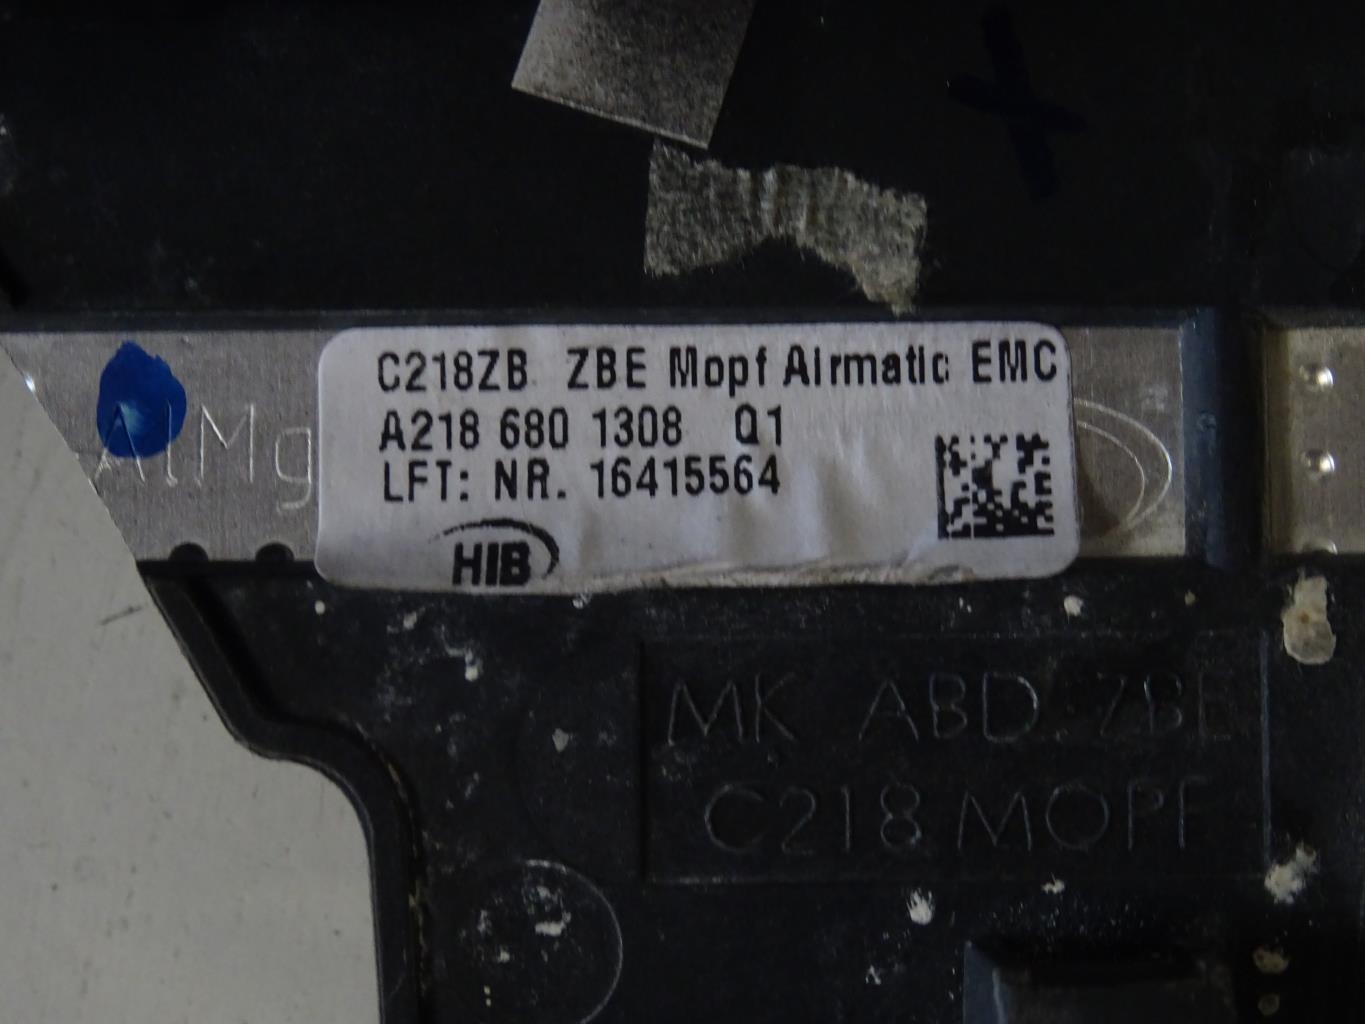 C218ZB ZBE Mopf Airmatic EMC
A218 680 1308 Q1
LFT: NR. 16415564
HIB
AlMg
MK ABD ZBE
C218 MOPF